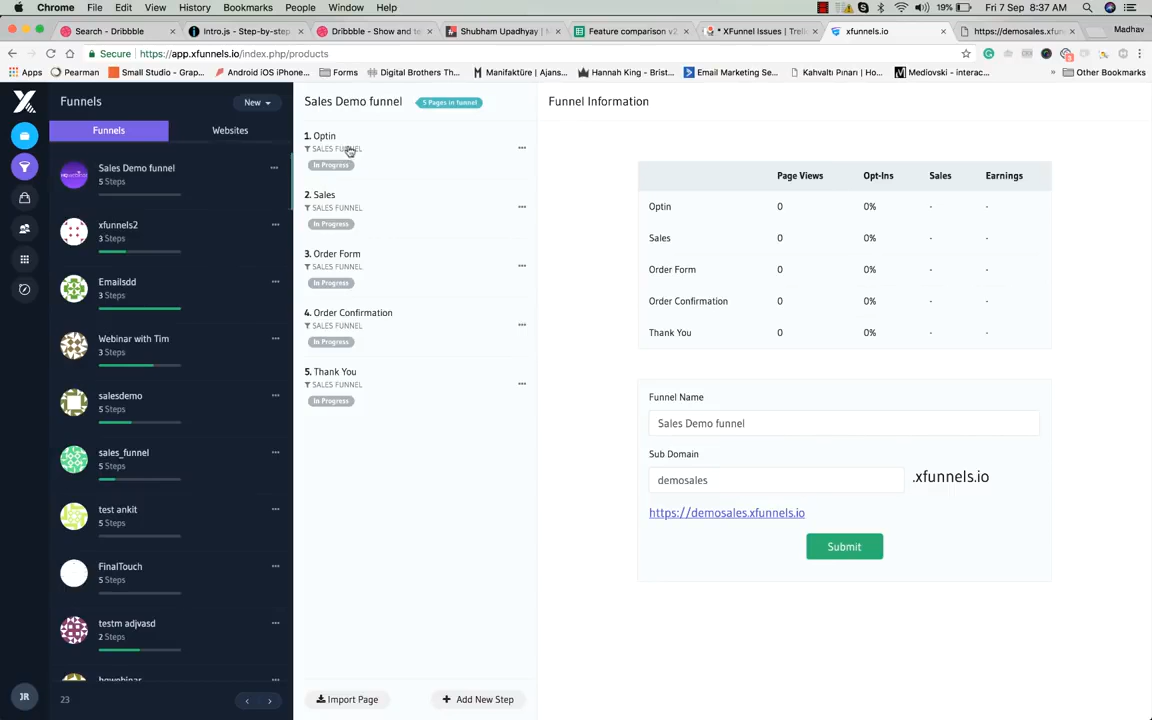 Chrome File Edit View History Bookmarks People Window Help
19% Fri 7 Sep 8:37 AM
Search - Dribbble
Intro.js - Step-by-step
Dribbble - Show and te
Shubham Upadhyay | M
Feature comparison v2.
* XFunnel Issues | Trell
xfunnels.io
https://demosales.xfunn
Madhav
Secure https://app.xfunnels.io/index.php/products
Apps Pearman Small Studio - Grap... Android iOS iPhone... Forms Digital Brothers Th... Manifaktüre / Ajans... Hannah King - Brist... Email Marketing Se... Kahvaltı Pınarı | Ho... Mediovski - interac... » Other Bookmarks
Funnels
New
Funnels
Websites
Sales Demo funnel
5 Steps
xfunnels2
3 Steps
Emailsdd
3 Steps
Webinar with Tim
3 Steps
salesdemo
5 Steps
sales_funnel
5 Steps
test ankit
5 Steps
FinalTouch
5 Steps
testm adjvasd
2 Steps
JR
23
Sales Demo funnel
5 Pages in funnel
1. Optin
SALES FUNNEL
In Progress
2. Sales
SALES FUNNEL
In Progress
3. Order Form
SALES FUNNEL
In Progress
4. Order Confirmation
SALES FUNNEL
In Progress
5. Thank You
SALES FUNNEL
In Progress
Import Page
+ Add New Step
Funnel Information
Page Views Opt-Ins Sales Earnings
Optin 0 0% - -
Sales 0 0% - -
Order Form 0 0% - -
Order Confirmation 0 0% - -
Thank You 0 0% - -
Funnel Name
Sales Demo funnel
Sub Domain
demosales .xfunnels.io
https://demosales.xfunnels.io
Submit